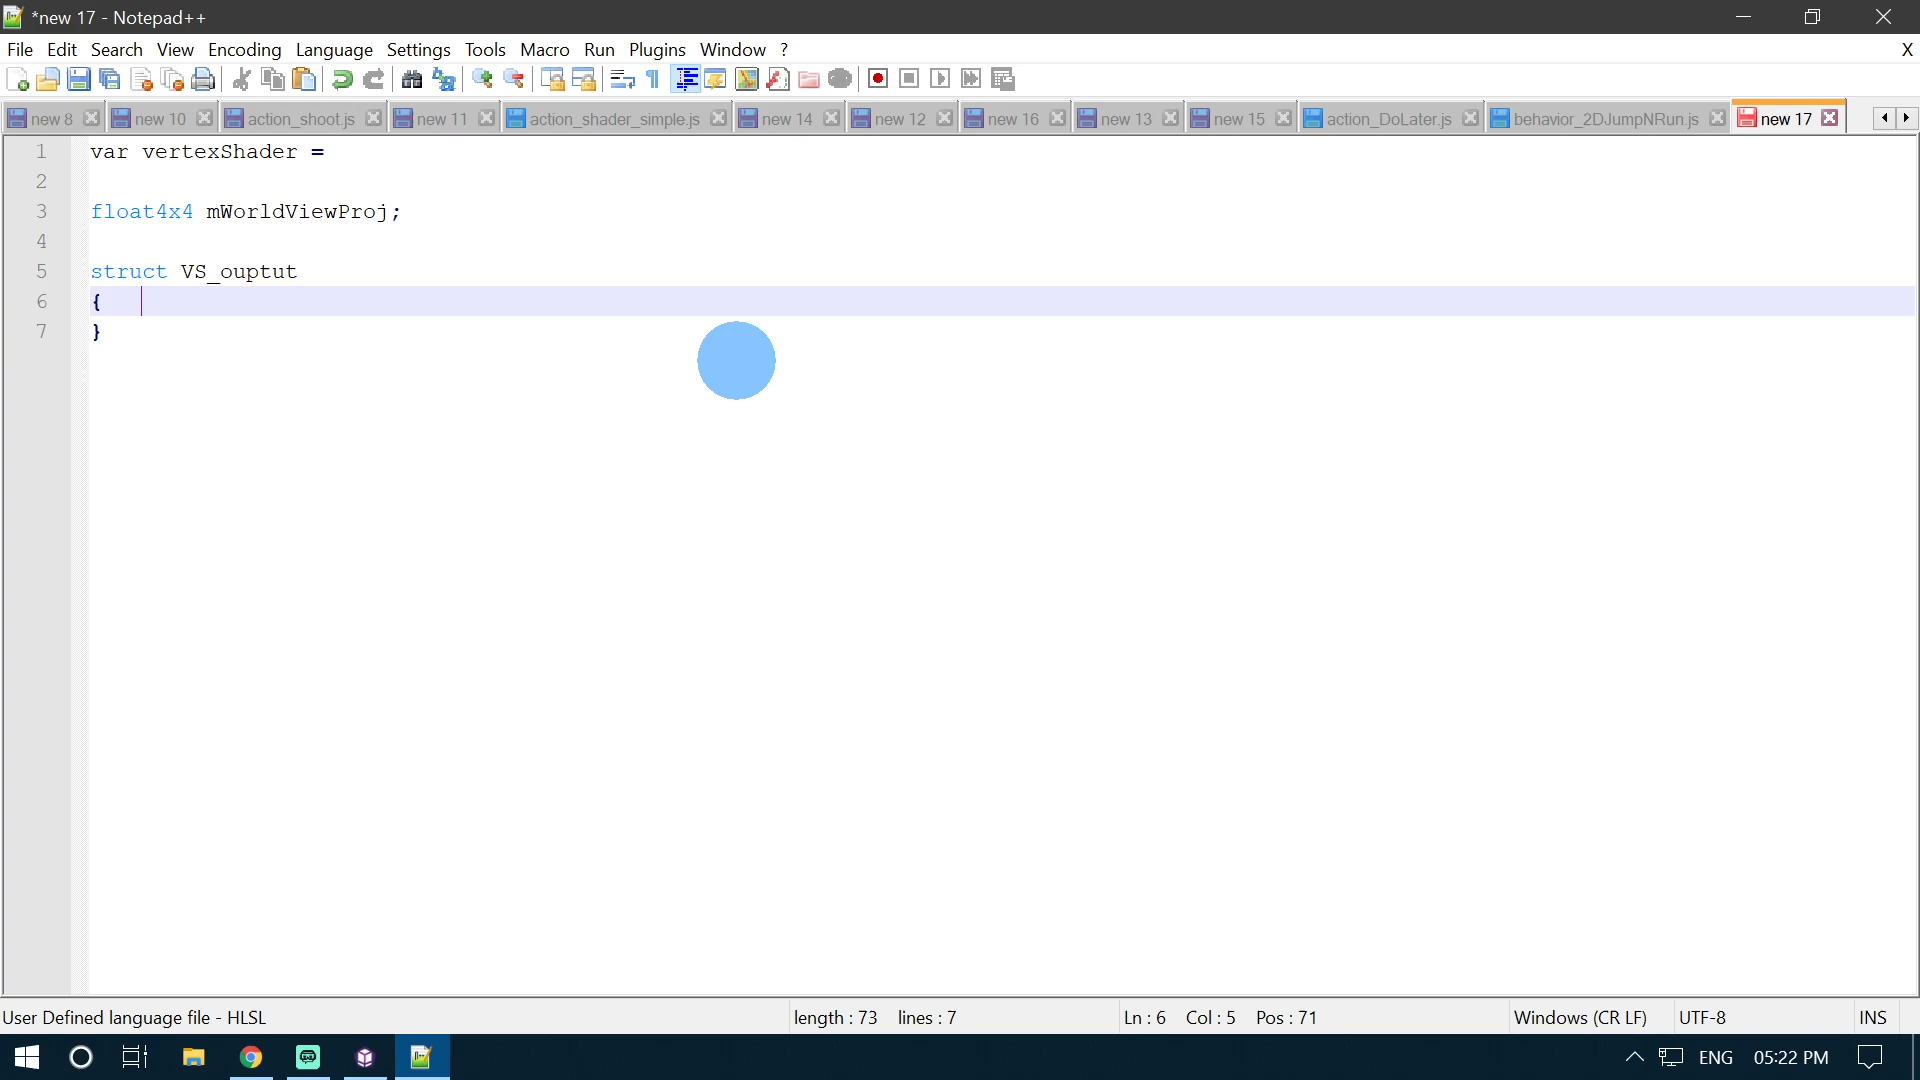 *new 17 - Notepad++
File Edit Search View Encoding Language Settings Tools Macro Run Plugins Window ? X
new 8 new 10 action_shoot.js new 11 action_shader_simple.js new 14 new 12 new 16 new 13 new 15 action_DoLater.js behavior_2DJumpNRun.js new 17
1 var vertexShader =
2
3 float4x4 mWorldViewProj;
4
5 struct VS_ouptut
6 {
7 }
User Defined language file - HLSL length : 73 lines : 7 Ln : 6 Col : 5 Pos : 71 Windows (CR LF) UTF-8 INS
ENG 05:22 PM